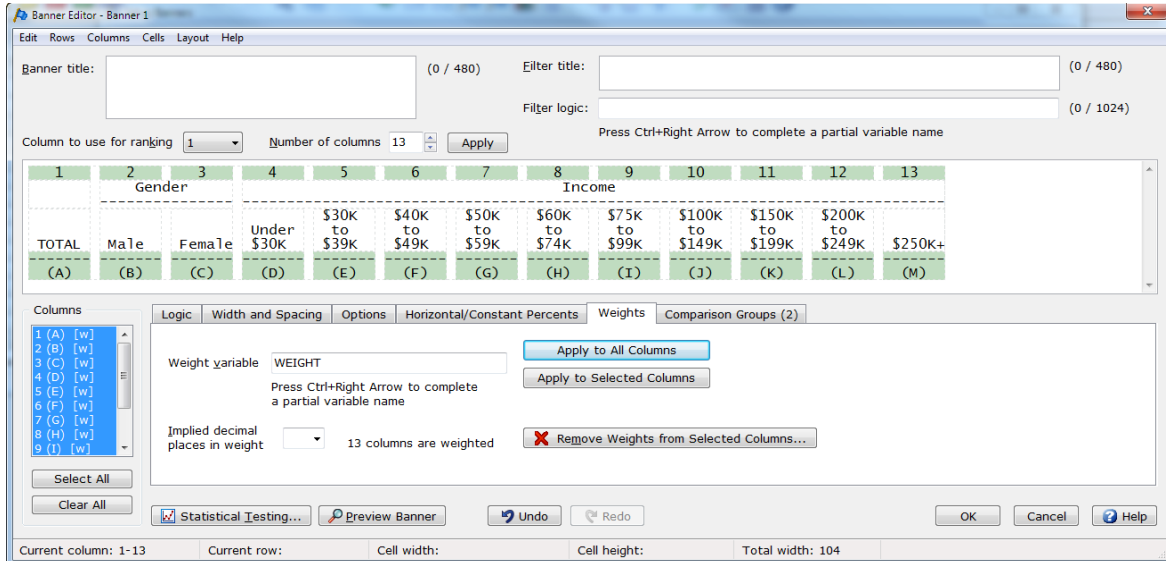 Banner Editor - Banner 1
Edit Rows Columns Cells Layout Help
Banner title: (0 / 480) Filter title: (0 / 480)
Filter logic: (0 / 1024)
Press Ctrl+Right Arrow to complete a partial variable name
Column to use for ranking 1 Number of columns 13 Apply
1 2 3 4 5 6 7 8 9 10 11 12 13
Gender Income
$30K $40K $50K $60K $75K $100K $150K $200K
Under to to to to to to to to
TOTAL Male Female $30K $39K $49K $59K $74K $99K $149K $199K $249K $250K+
(A) (B) (C) (D) (E) (F) (G) (H) (I) (J) (K) (L) (M)
Columns
1 (A) [w]
2 (B) [w]
3 (C) [w]
4 (D) [w]
5 (E) [w]
6 (F) [w]
7 (G) [w]
8 (H) [w]
9 (I) [w]
Select All
Clear All
Logic Width and Spacing Options Horizontal/Constant Percents Weights Comparison Groups (2)
Weight variable WEIGHT
Press Ctrl+Right Arrow to complete
a partial variable name
Apply to All Columns
Apply to Selected Columns
Implied decimal
places in weight
13 columns are weighted
Remove Weights from Selected Columns...
Statistical Testing... Preview Banner Undo Redo OK Cancel Help
Current column: 1-13 Current row: Cell width: Cell height: Total width: 104